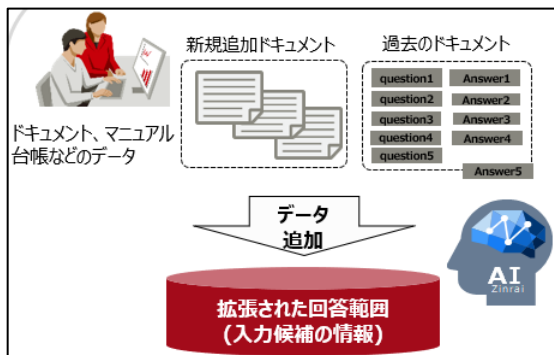 新規追加ドキュメント
過去のドキュメント
question1
Answer1
question2
Answer2
question3
Answer3
question4
Answer4
question5
Answer5
ドキュメント、マニュアル
台帳などのデータ
データ
追加
AI
Zinrai
拡張された回答範囲
(入力候補の情報)